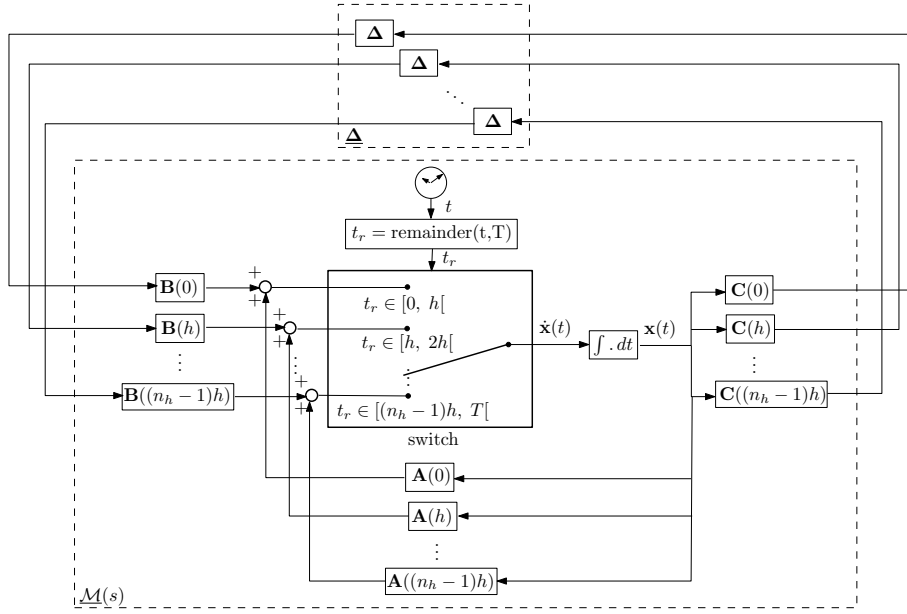 Δ
Δ
⋱
Δ
Δ
t
t_r = remainder(t,T)
t_r
B(0)
+
+
t_r ∈ [0, h[
C(0)
B(h)
+
+
t_r ∈ [h, 2h[
ẋ(t)
∫ . dt
x(t)
C(h)
⋮
⋱
⋮
⋮
B((n_h − 1)h)
+
+
t_r ∈ [(n_h − 1)h, T[
C((n_h − 1)h)
switch
A(0)
A(h)
⋮
A((n_h − 1)h)
M(s)